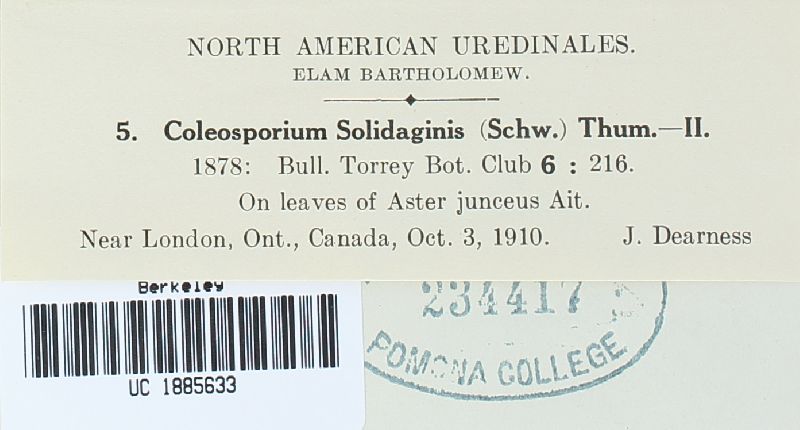 NORTH AMERICAN UREDINALES.
ELAM BARTHOLOMEW.
5. Coleosporium Solidaginis (Schw.) Thum.—II.
1878: Bull. Torrey Bot. Club 6 : 216.
On leaves of Aster junceus Ait.
Near London, Ont., Canada, Oct. 3, 1910. J. Dearness
Berkeley
UC 1885633
234417
POMONA COLLEGE